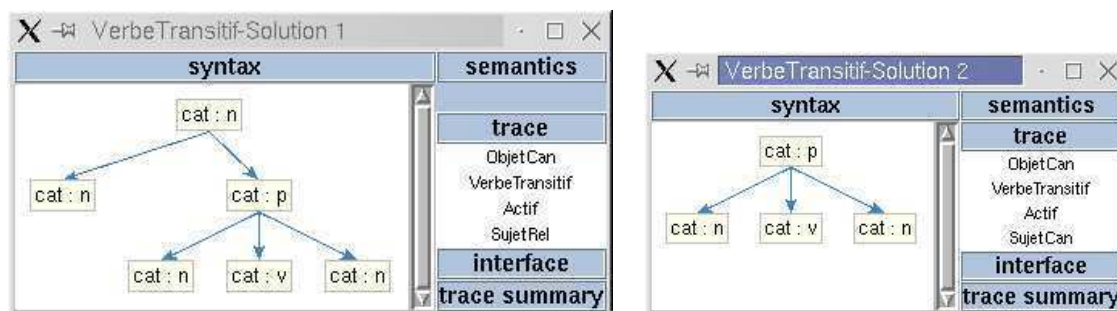 VerbeTransitif-Solution 1
syntax
semantics
cat : n
trace
ObjetCan
cat : n
cat : p
VerbeTransitif
Actif
SujetRel
cat : n
cat : v
cat : n
interface
trace summary
VerbeTransitif-Solution 2
syntax
semantics
trace
cat : p
ObjetCan
VerbeTransitif
Actif
cat : n
cat : v
cat : n
SujetCan
interface
trace summary